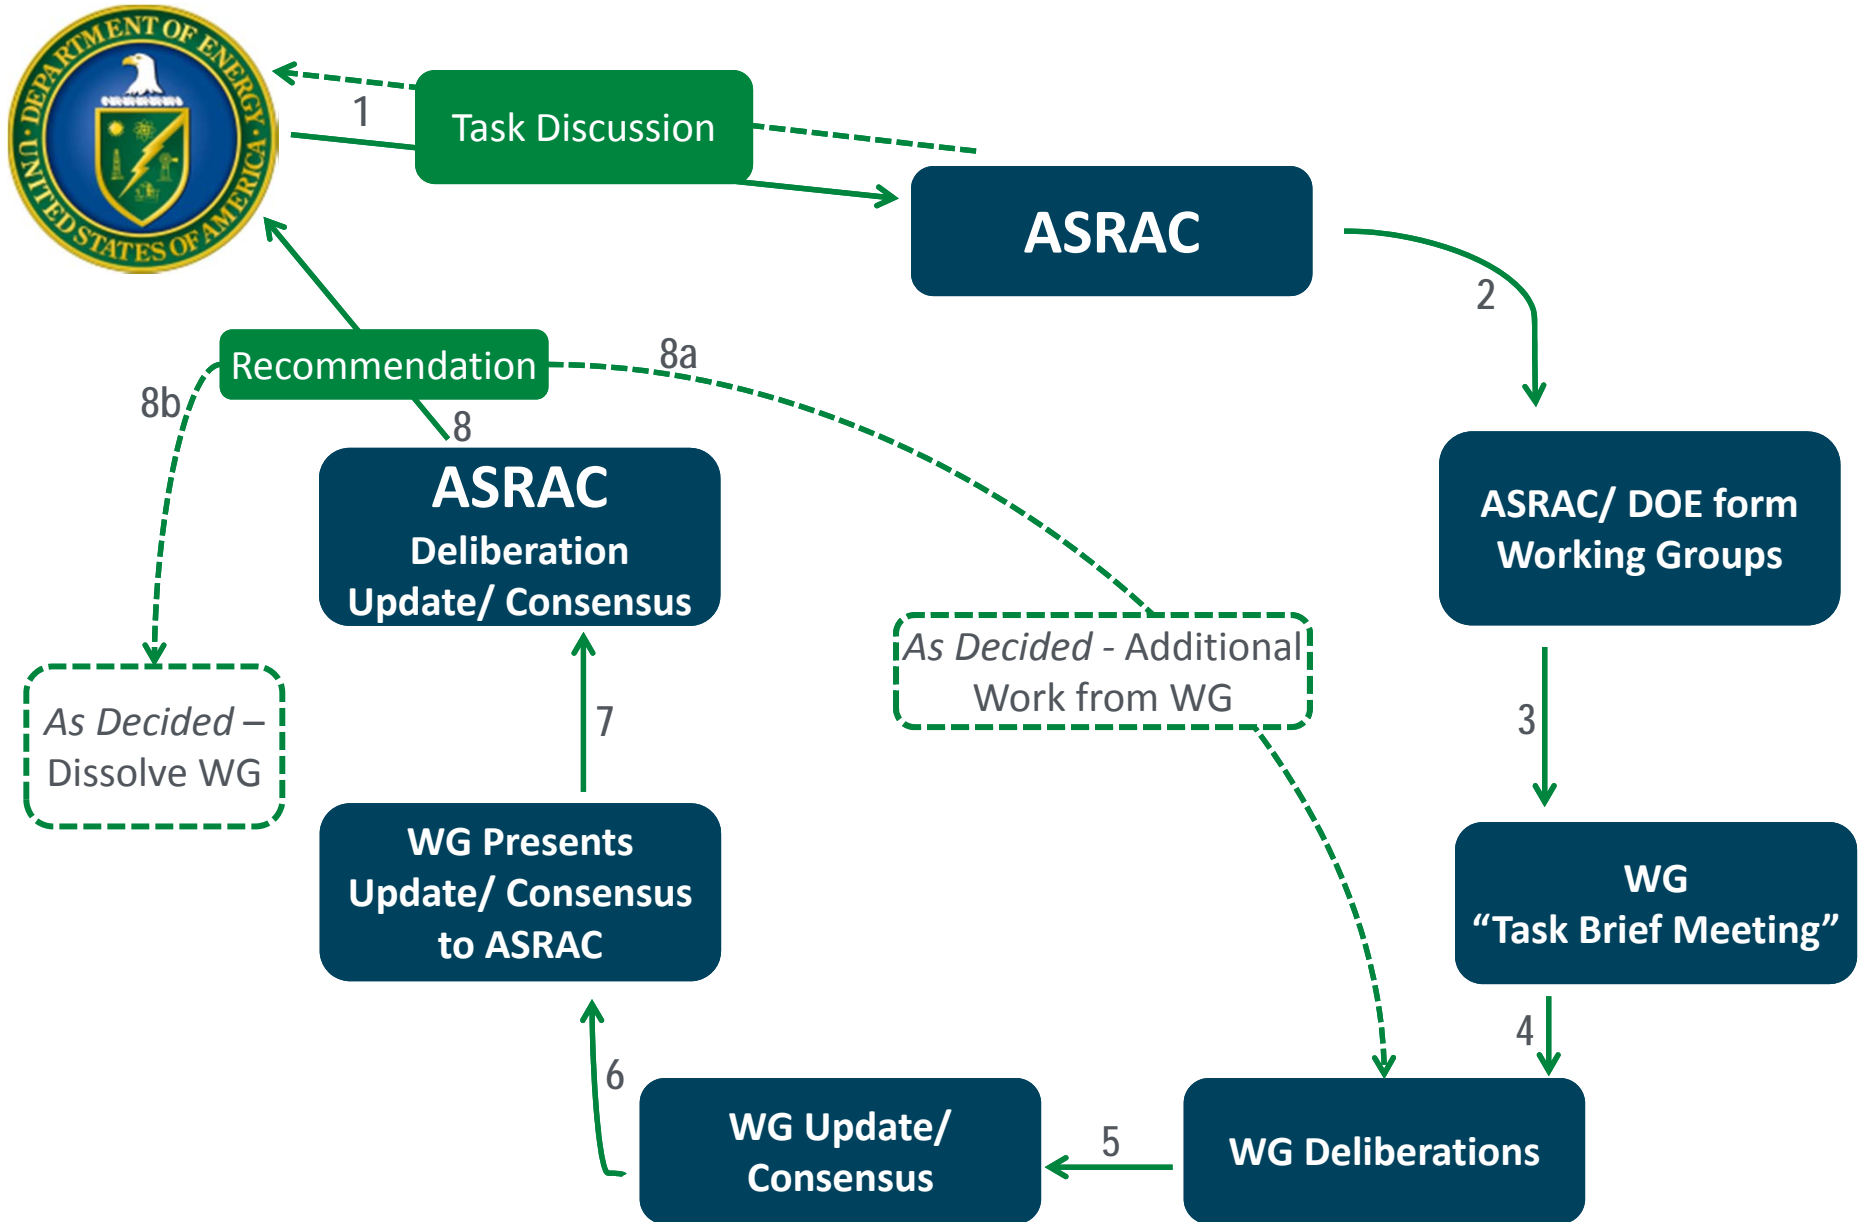 DEPARTMENT OF ENERGY
UNITED STATES OF AMERICA
1
Task Discussion
ASRAC
2
Recommendation
8a
8b
8
ASRAC
Deliberation
Update/ Consensus
ASRAC/ DOE form
Working Groups
As Decided - Additional
Work from WG
As Decided –
Dissolve WG
7
3
WG Presents
Update/ Consensus
to ASRAC
WG
“Task Brief Meeting”
4
6
WG Update/
Consensus
5
WG Deliberations